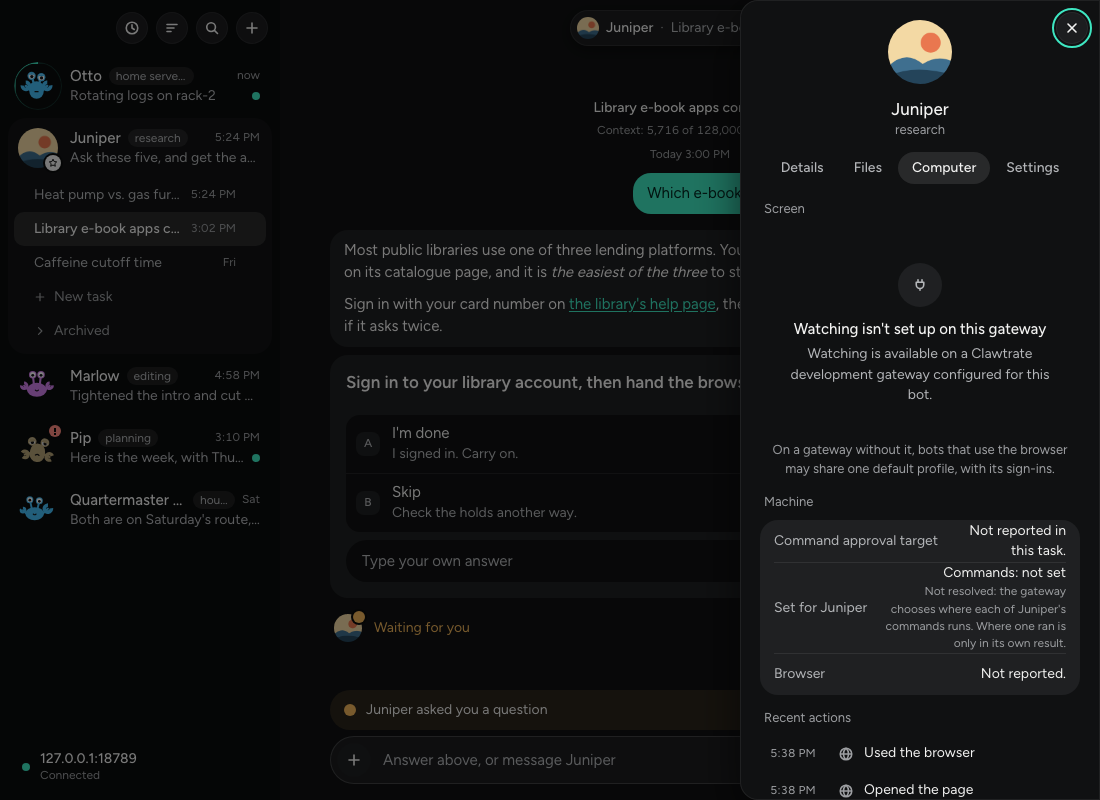 Otto home serve... now
Rotating logs on rack-2
Juniper research 5:24 PM
Ask these five, and get the a...
Heat pump vs. gas fur... 5:24 PM
Library e-book apps c... 3:02 PM
Caffeine cutoff time Fri
+ New task
Archived
Marlow editing 4:58 PM
Tightened the intro and cut ...
Pip planning 3:10 PM
Here is the week, with Thu...
Quartermaster ... hou... Sat
Both are on Saturday's route,...
127.0.0.1:18789
Connected
Juniper · Library e-b
Library e-book apps co
Context: 5,716 of 128,000
Today 3:00 PM
Which e-book
Most public libraries use one of three lending platforms. You
on its catalogue page, and it is the easiest of the three to st
Sign in with your card number on the library's help page, the
if it asks twice.
Sign in to your library account, then hand the brows
A I'm done
I signed in. Carry on.
B Skip
Check the holds another way.
Type your own answer
Waiting for you
Juniper asked you a question
Answer above, or message Juniper
Juniper
research
Details Files Computer Settings
Screen
Watching isn't set up on this gateway
Watching is available on a Clawtrate
development gateway configured for this
bot.
On a gateway without it, bots that use the browser
may share one default profile, with its sign-ins.
Machine
Command approval target Not reported in
this task.
Set for Juniper Commands: not set
Not resolved: the gateway
chooses where each of Juniper's
commands runs. Where one ran is
only in its own result.
Browser Not reported.
Recent actions
5:38 PM Used the browser
5:38 PM Opened the page